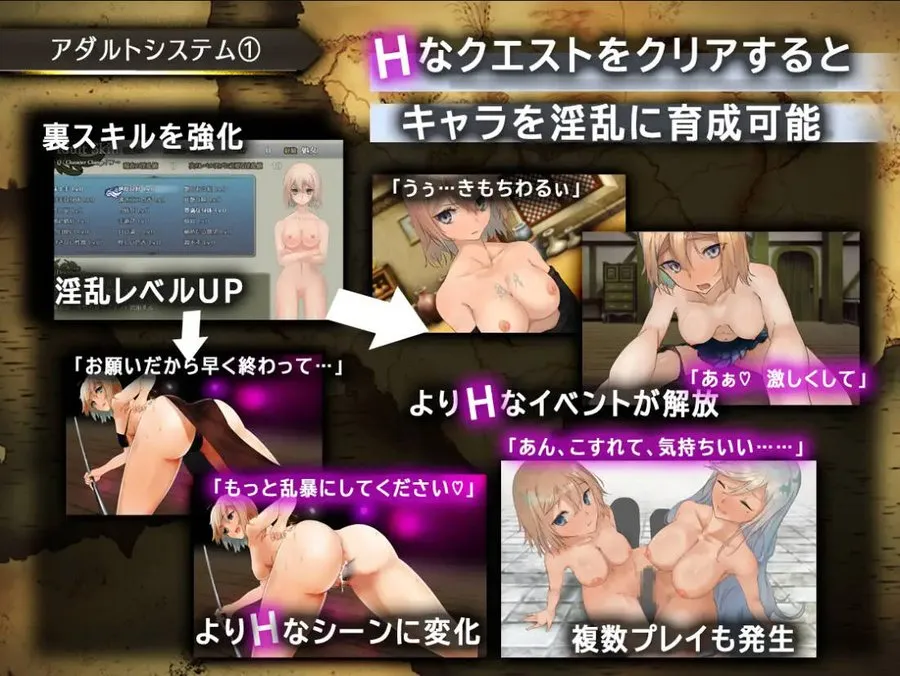 アダルトシステム①
Hなクエストをクリアすると
キャラを淫乱に育成可能
裏スキルを強化
淫乱レベルUP
「うぅ…きもちわるぃ」
「あぁ♡ 激しくして」
よりHなイベントが解放
「お願いだから早く終わって…」
「もっと乱暴にしてください♡」
よりHなシーンに変化
「あん、こすれて、気持ちいい……」
複数プレイも発生